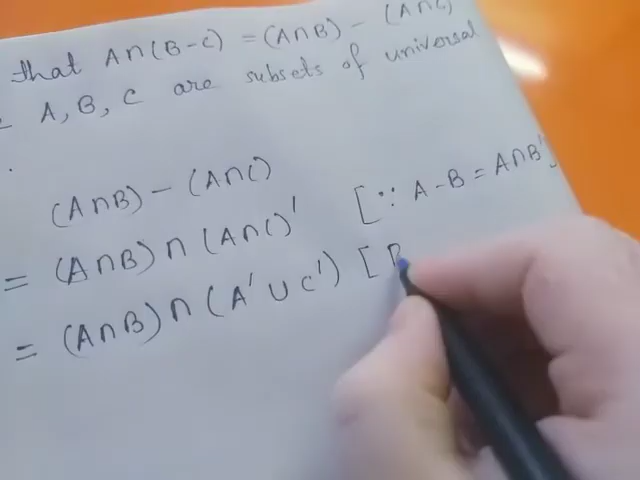 that A∩(B-C) = (A∩B) - (A∩C)
A, B, C are subsets of universal
(A∩B) - (A∩C)
= (A∩B) ∩ (A∩C)' [∵ A-B = A∩B']
= (A∩B) ∩ (A' ∪ C') [